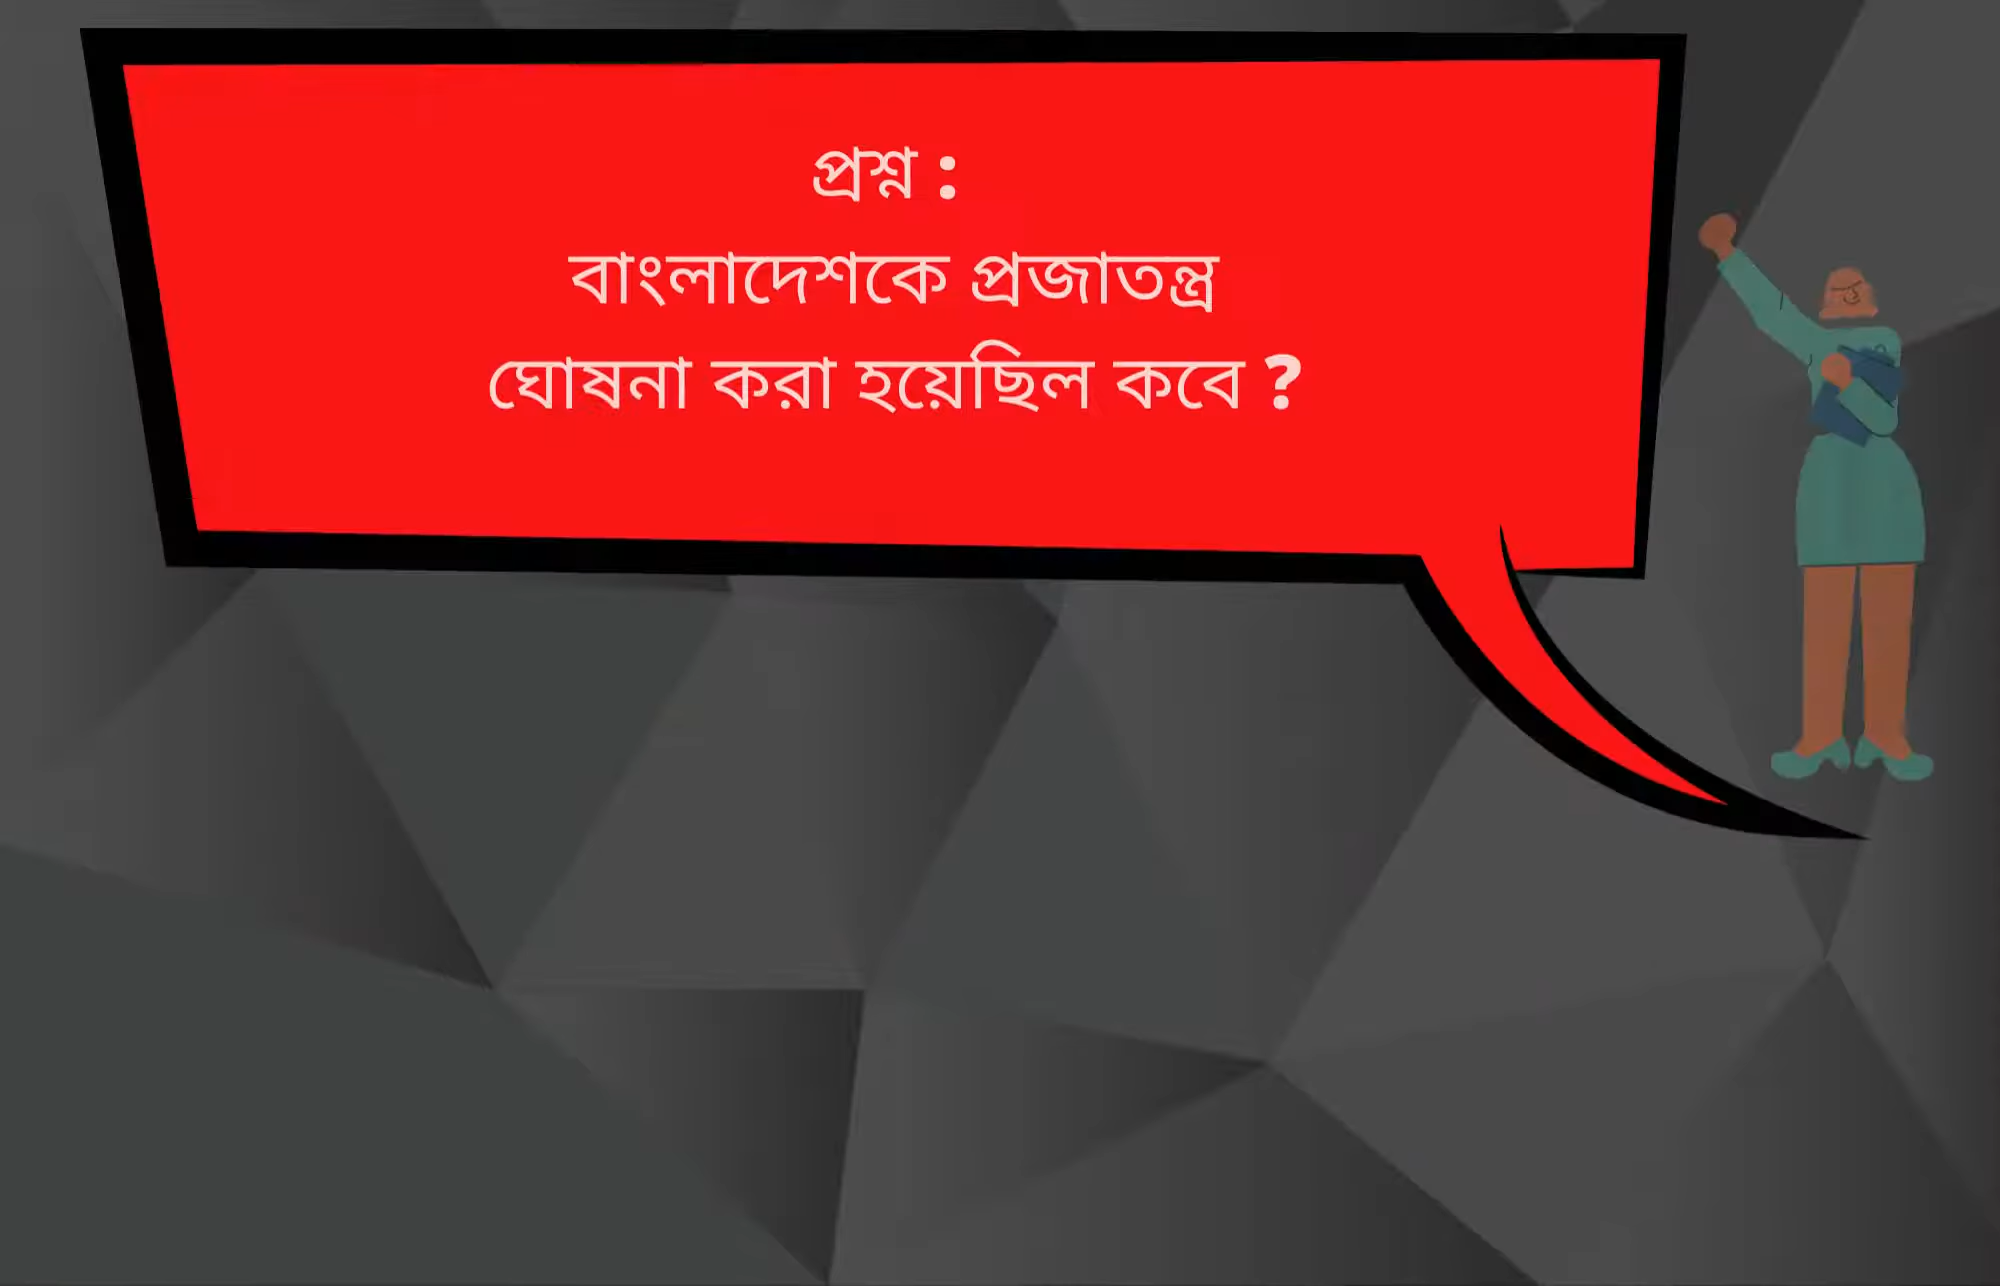 প্রশ্ন :
বাংলাদেশকে প্রজাতন্ত্র
ঘোষনা করা হয়েছিল কবে ?